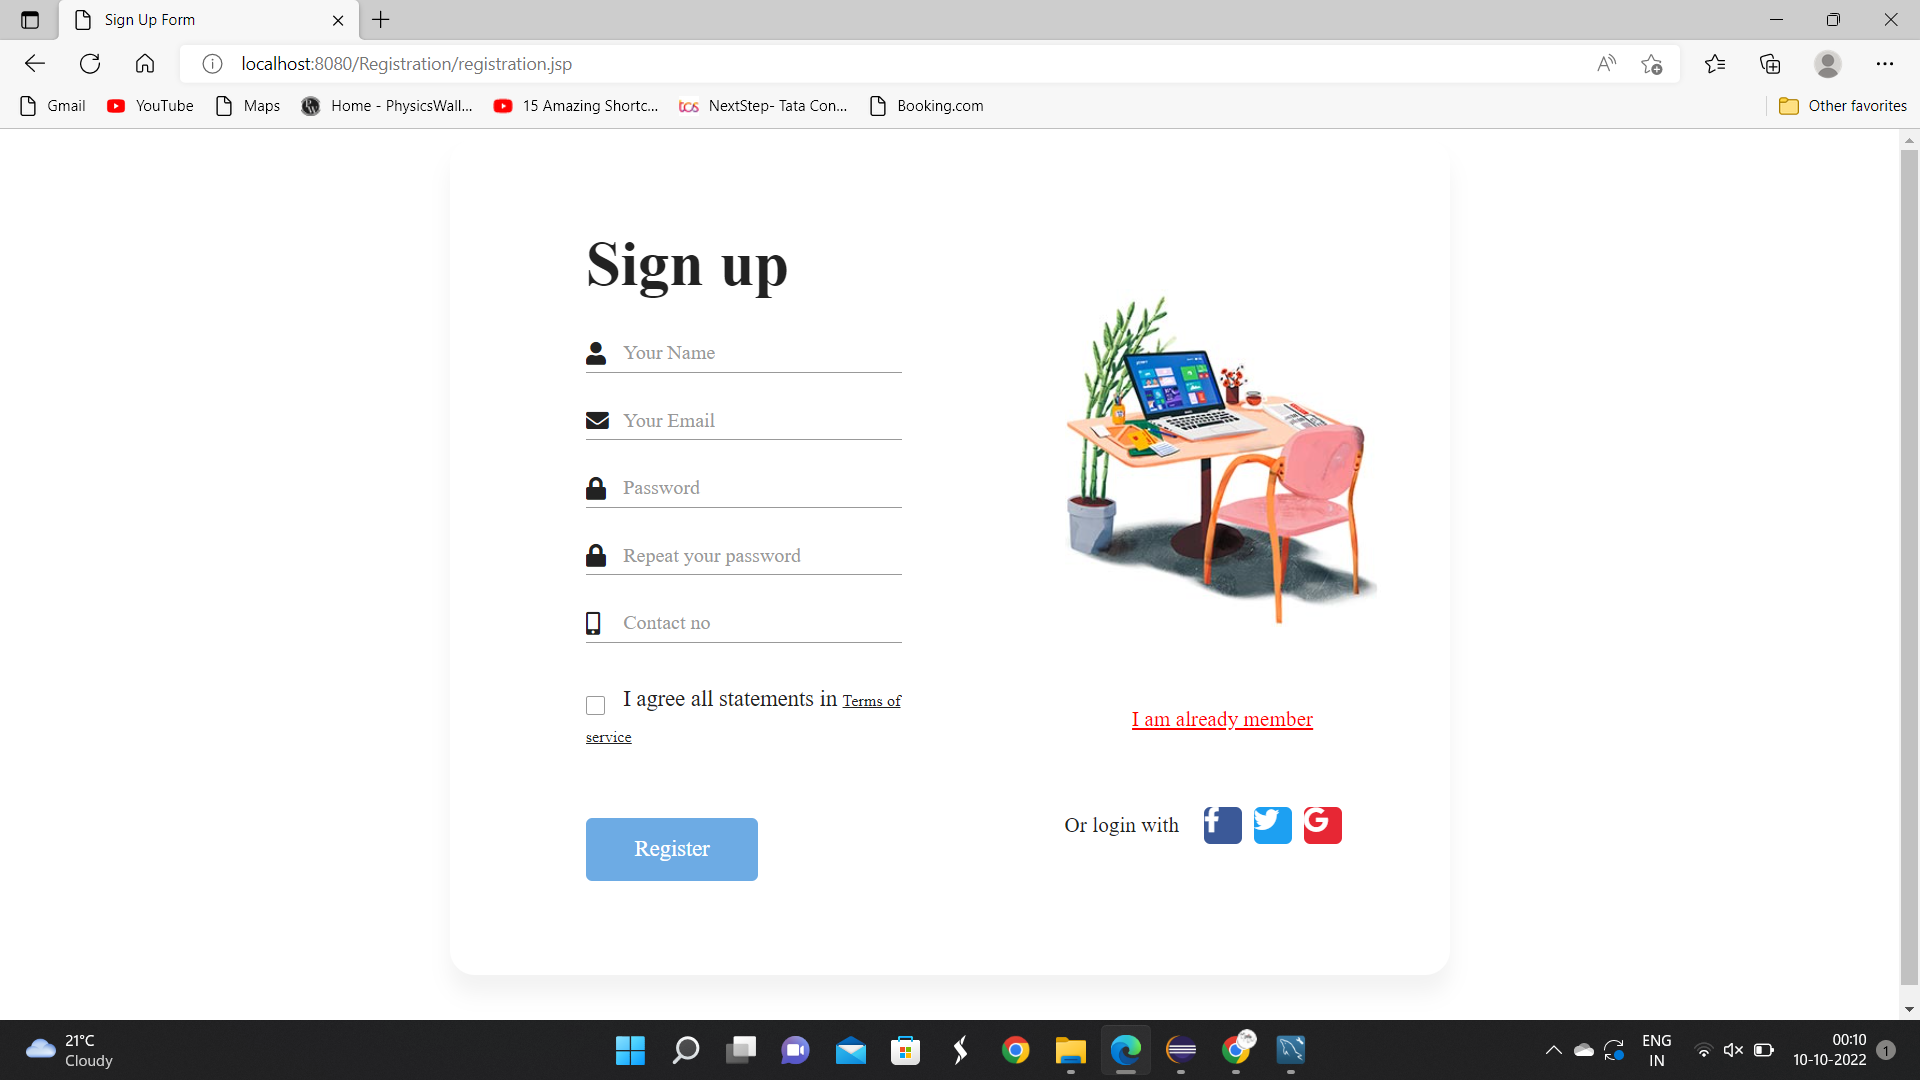 Sign Up Form
localhost:8080/Registration/registration.jsp
Gmail YouTube Maps Home - PhysicsWall... 15 Amazing Shortc... tcs NextStep- Tata Con... Booking.com Other favorites
Sign up
Your Name
Your Email
Password
Repeat your password
Contact no
I agree all statements in Terms of
service
Register
I am already member
Or login with
21°C
Cloudy
ENG
IN
00:10
10-10-2022
1